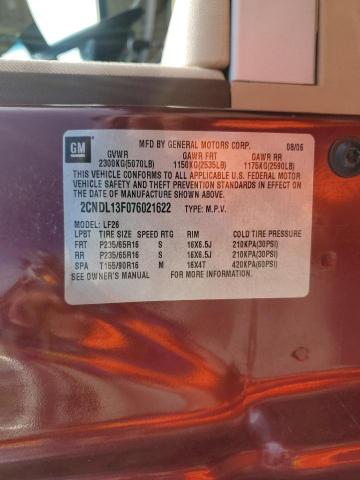 GM
MFD BY GENERAL MOTORS CORP. 08/06
GVWR GAWR FRT GAWR RR
2300KG(5070LB) 1150KG(2535LB) 1175KG(2590LB)
THIS VEHICLE CONFORMS TO ALL APPLICABLE U.S. FEDERAL MOTOR
VEHICLE SAFETY AND THEFT PREVENTION STANDARDS IN EFFECT ON
THE DATE OF MANUFACTURE SHOWN ABOVE.
2CNDL13F076021622 TYPE: M.P.V.
MODEL: LF26
LPBT TIRE SIZE SPEED RTG RIM COLD TIRE PRESSURE
FRT P235/65R16 S 16X6.5J 210KPA(30PSI)
RR P235/65R16 S 16X6.5J 210KPA(30PSI)
SPA T155/90R16 M 16X4T 420KPA(60PSI)
SEE OWNER'S MANUAL FOR MORE INFORMATION.